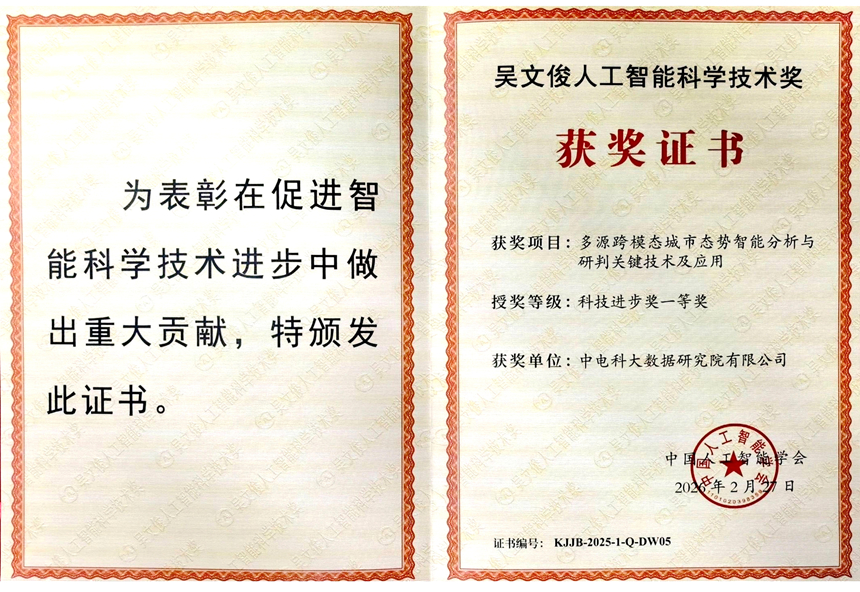 为表彰在促进智
能科学技术进步中做
出重大贡献，特颁发
此证书。
吴文俊人工智能科学技术奖
获奖证书
获奖项目：多源跨模态城市态势智能分析与
研判关键技术及应用
授奖等级：科技进步奖一等奖
获奖单位：中电科大数据研究院有限公司
中国人工智能学会
2026年2月27日
证书编号： KJJB-2025-1-Q-DW05